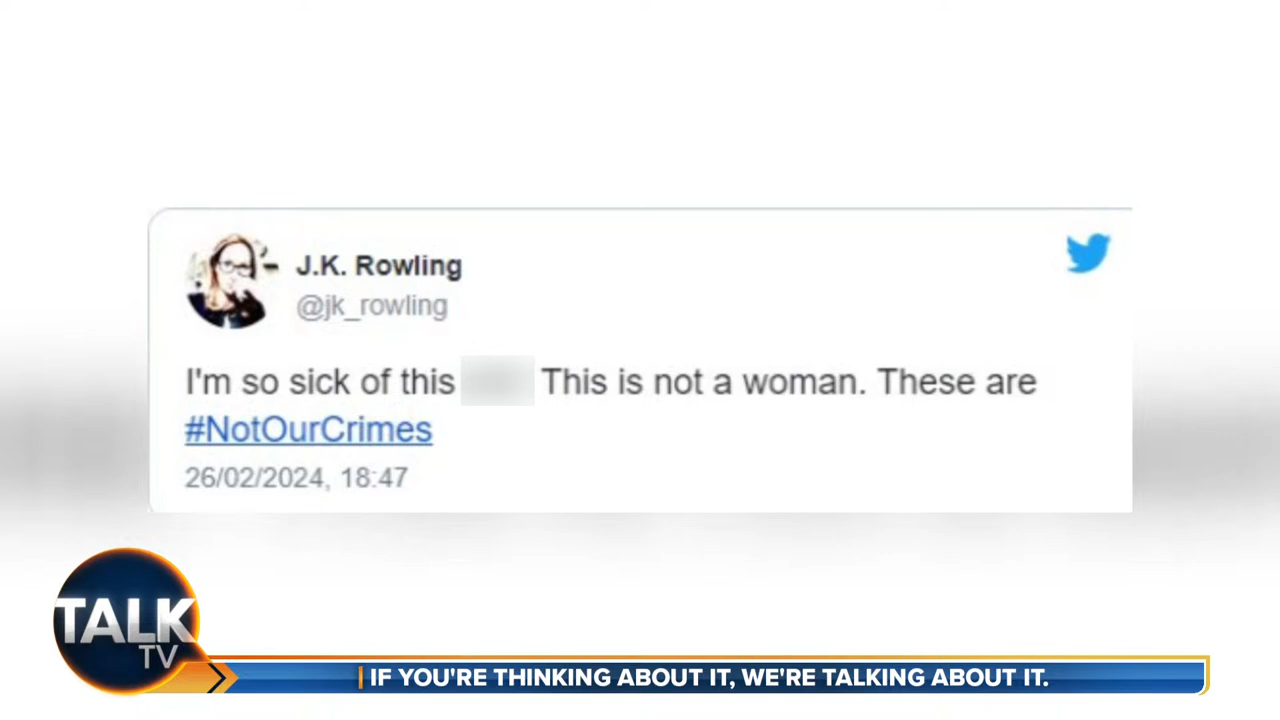 J.K. Rowling
@jk_rowling
I'm so sick of this This is not a woman. These are
#NotOurCrimes
26/02/2024, 18:47
TALK
TV
IF YOU'RE THINKING ABOUT IT, WE'RE TALKING ABOUT IT.